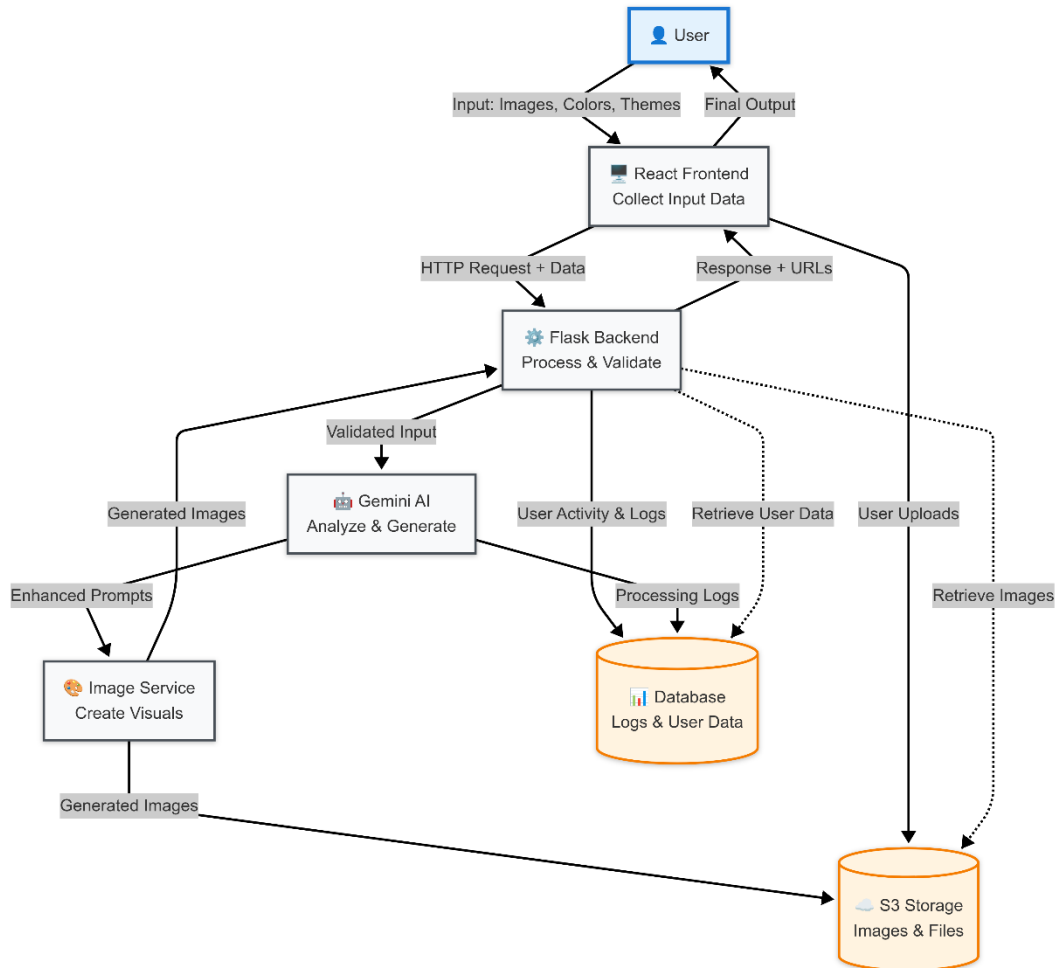 👤 User
Input: Images, Colors, Themes
Final Output
🖥️ React Frontend
Collect Input Data
HTTP Request + Data
Response + URLs
⚙️ Flask Backend
Process & Validate
Validated Input
🤖 Gemini AI
Analyze & Generate
Generated Images
User Activity & Logs
Retrieve User Data
User Uploads
Enhanced Prompts
Processing Logs
Retrieve Images
🎨 Image Service
Create Visuals
📊 Database
Logs & User Data
Generated Images
☁️ S3 Storage
Images & Files